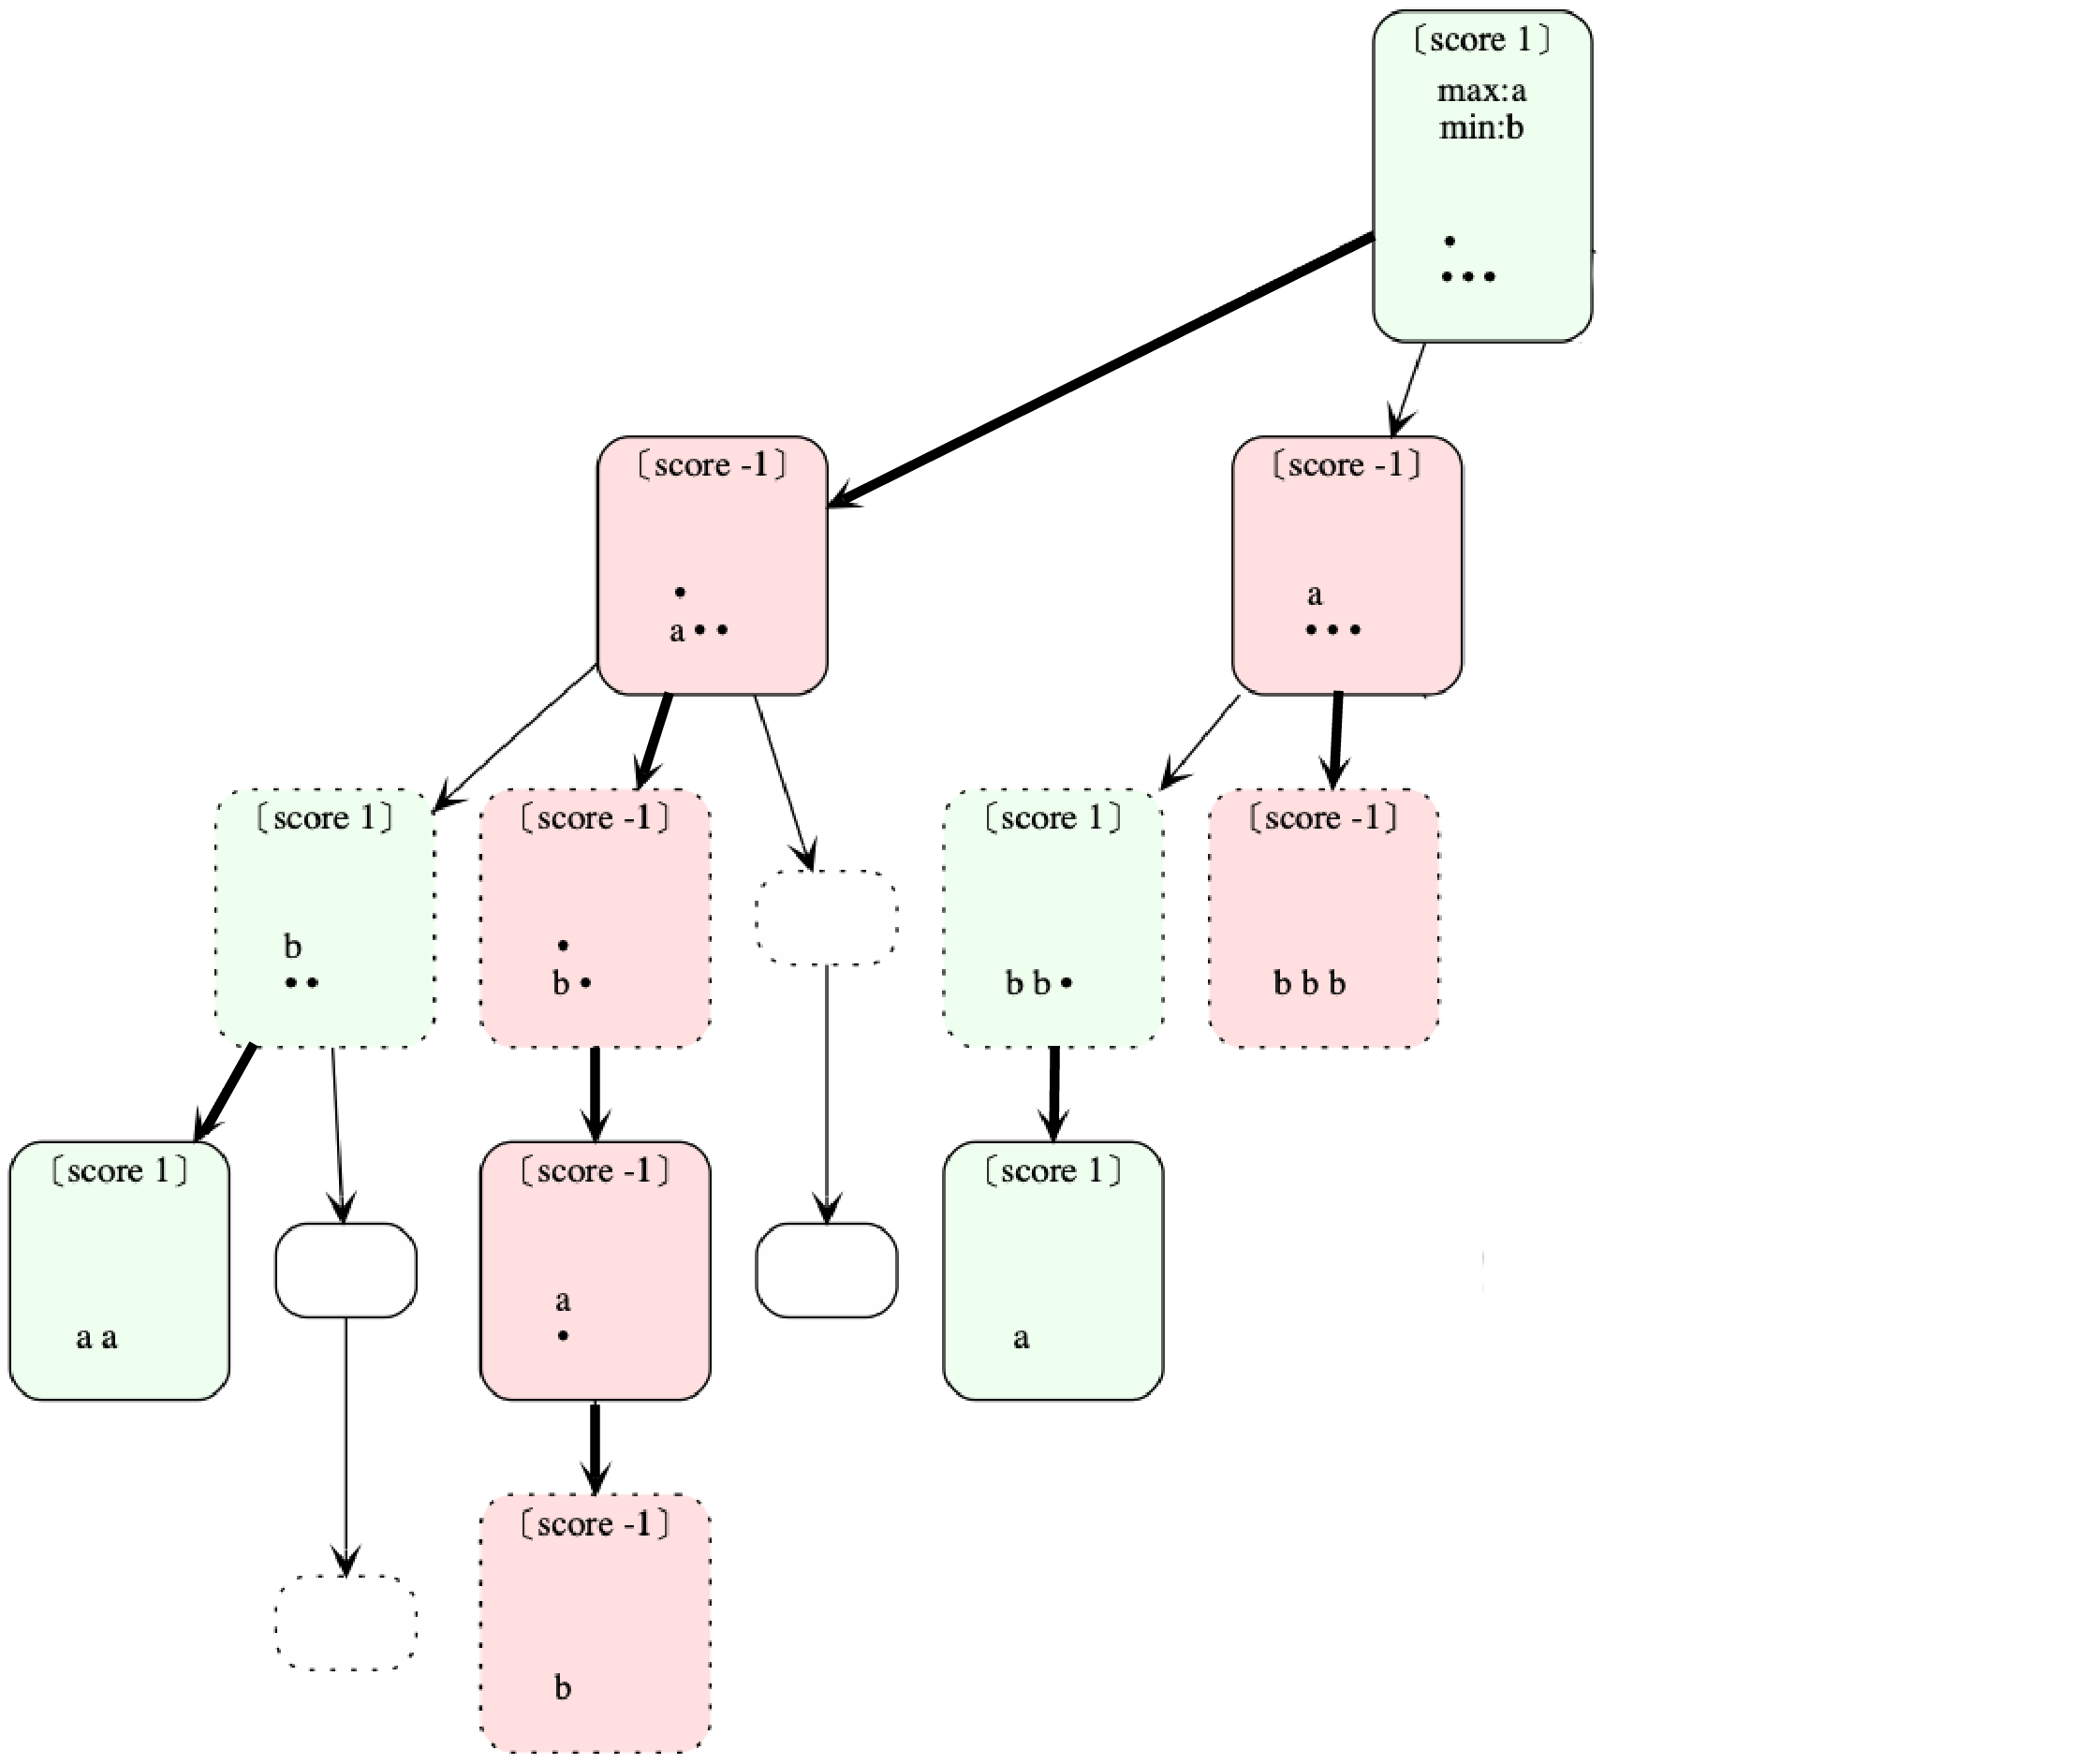 〔score 1〕
max:a
min:b
•
•••
〔score -1〕
•
a••
〔score -1〕
a
•••
〔score 1〕
b
••
〔score -1〕
•
b•
〔score 1〕
b b•
〔score -1〕
b b b
〔score 1〕
a a
〔score -1〕
a
•
〔score 1〕
a
〔score -1〕
b